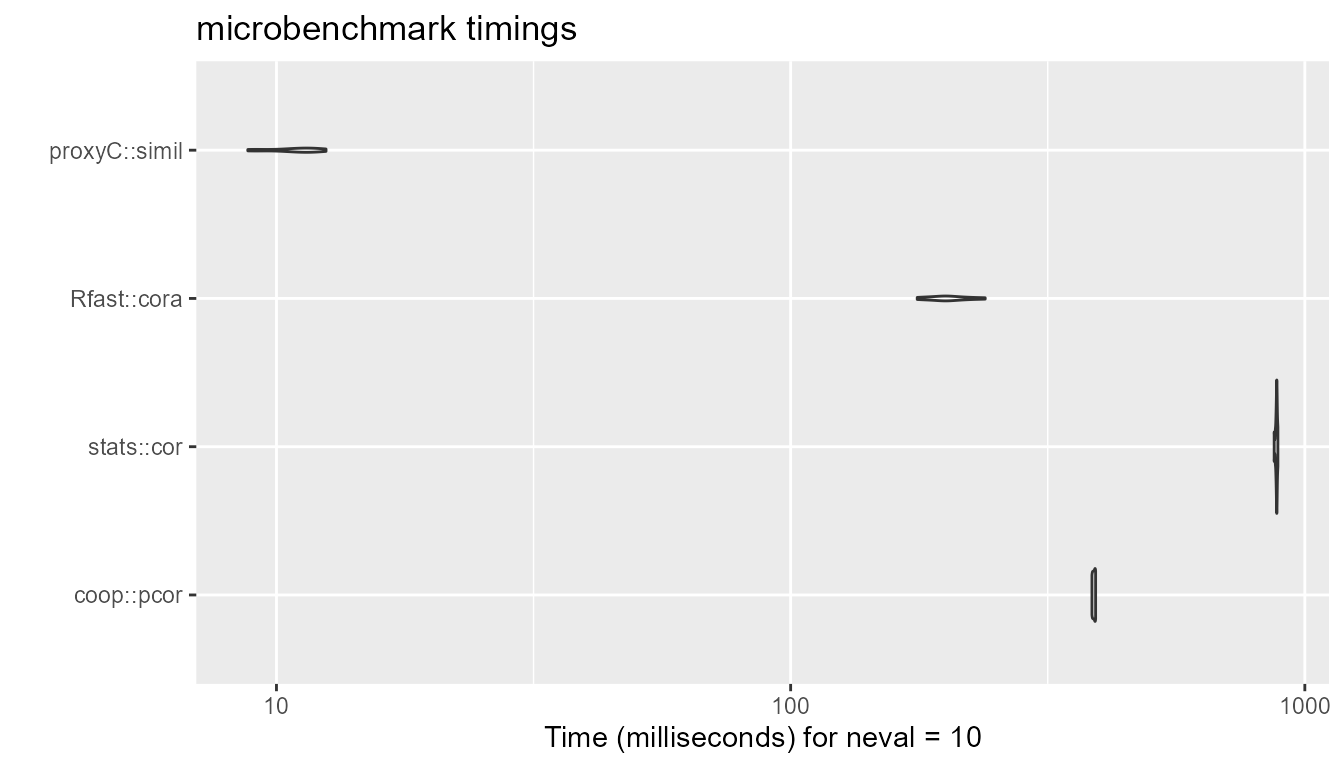 microbenchmark timings
proxyC::simil
Rfast::cora
stats::cor
coop::pcor
10 100 1000
Time (milliseconds) for neval = 10